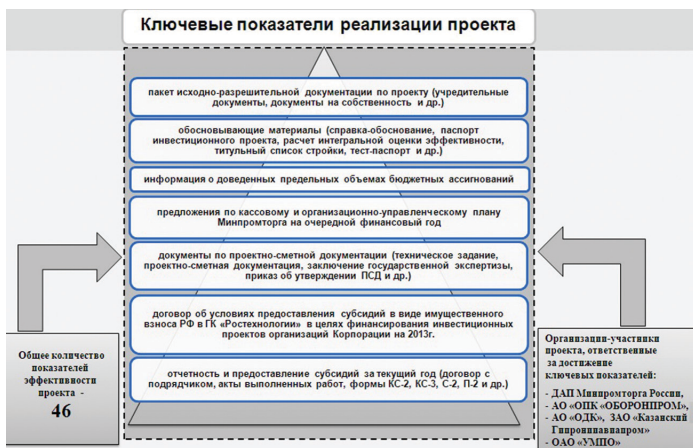 Ключевые показатели реализации проекта
пакет исходно-разрешительной документации по проекту (учредительные
документы, документы на собственность и др.)
обосновывающие материалы (справка-обоснование, паспорт
инвестиционного проекта, расчет интегральной оценки эффективности,
титульный список стройки, тест-паспорт и др.)
информация о доведенных предельных объемах бюджетных ассигнований
предложения по кассовому и организационно-управленческому плану
Минпромторга на очередной финансовый год
документы по проектно-сметной документации (техническое задание,
проектно-сметная документация, заключение государственной экспертизы,
приказ об утверждении ПСД и др.)
договор об условиях предоставления субсидий в виде имущественного
взноса РФ в ГК «Ростехнологии» в целях финансирования инвестиционных
проектов организаций Корпорации на 2013г.
отчетность и предоставление субсидий за текущий год (договор с
подрядчиком, акты выполненных работ, формы КС-2, КС-3, С-2, П-2 и др.)
Общее количество
показателей
эффективности
проекта -
46
Организации-участники
проекта, ответственные
за достижение
ключевых показателей:
- ДАП Минпромторга России,
- АО «ОПК «ОБОРОНПРОМ»,
- АО «ОДК», ЗАО «Казанский
Гипронииавиапром»
- ОАО «УМПО»